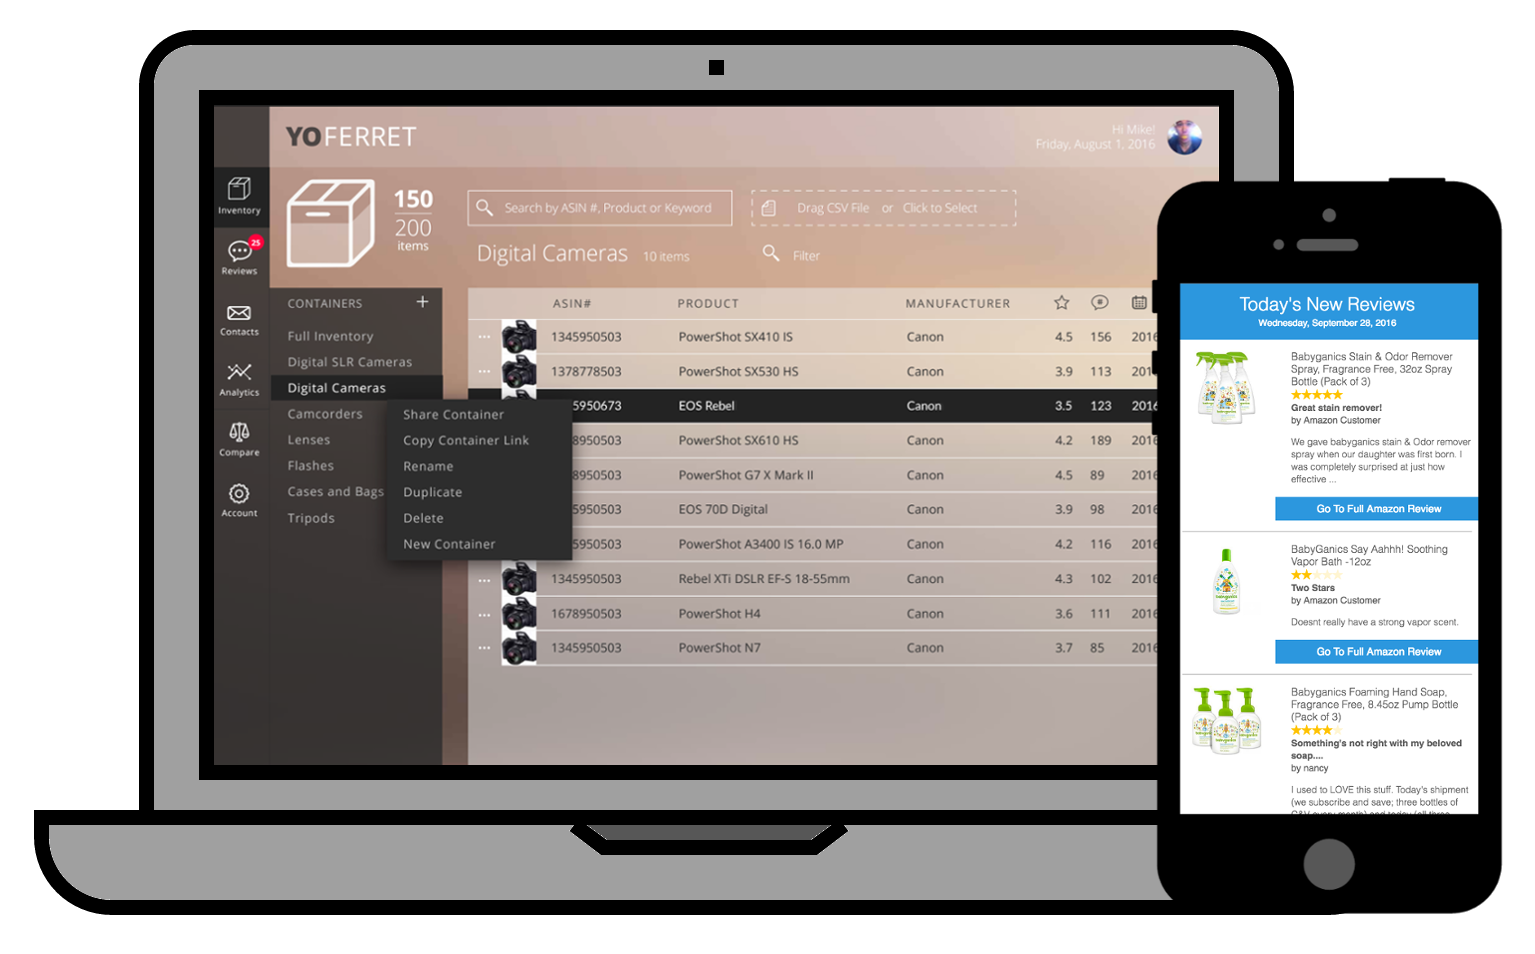 YOFERRET
Hi Mike!
Friday, August 1, 2016
Inventory
Reviews
25
Contacts
Analytics
Compare
Account
150
200
items
Search by ASIN #, Product or Keyword
Drag CSV File or Click to Select
Digital Cameras 10 items
Filter
CONTAINERS +
Full Inventory
Digital SLR Cameras
Digital Cameras
Camcorders
Lenses
Flashes
Cases and Bags
Tripods
Share Container
Copy Container Link
Rename
Duplicate
Delete
New Container
ASIN# PRODUCT MANUFACTURER #
1345950503 PowerShot SX410 IS Canon 4.5 156 2016
1378778503 PowerShot SX530 HS Canon 3.9 113 2016
5950673 EOS Rebel Canon 3.5 123 2016
8950503 PowerShot SX610 HS Canon 4.2 189 2016
8950503 PowerShot G7 X Mark II Canon 4.5 89 2016
5950503 EOS 70D Digital Canon 3.9 98 2016
5950503 PowerShot A3400 IS 16.0 MP Canon 4.2 116 2016
1345950503 Rebel XTi DSLR EF-S 18-55mm Canon 4.3 102 2016
1678950503 PowerShot H4 Canon 3.6 111 2016
1345950503 PowerShot N7 Canon 3.7 85 2016
Today's New Reviews
Wednesday, September 28, 2016
Babyganics Stain & Odor Remover
Spray, Fragrance Free, 32oz Spray
Bottle (Pack of 3)
Great stain remover!
by Amazon Customer
We gave babyganics stain & Odor remover
spray when our daughter was first born. I
was completely surprised at just how
effective ...
Go To Full Amazon Review
BabyGanics Say Aahhh! Soothing
Vapor Bath -12oz
Two Stars
by Amazon Customer
Doesnt really have a strong vapor scent.
Go To Full Amazon Review
Babyganics Foaming Hand Soap,
Fragrance Free, 8.45oz Pump Bottle
(Pack of 3)
Something's not right with my beloved
soap....
by nancy
I used to LOVE this stuff. Today's shipment
(we subscribe and save; three bottles of
every month) and today (all three